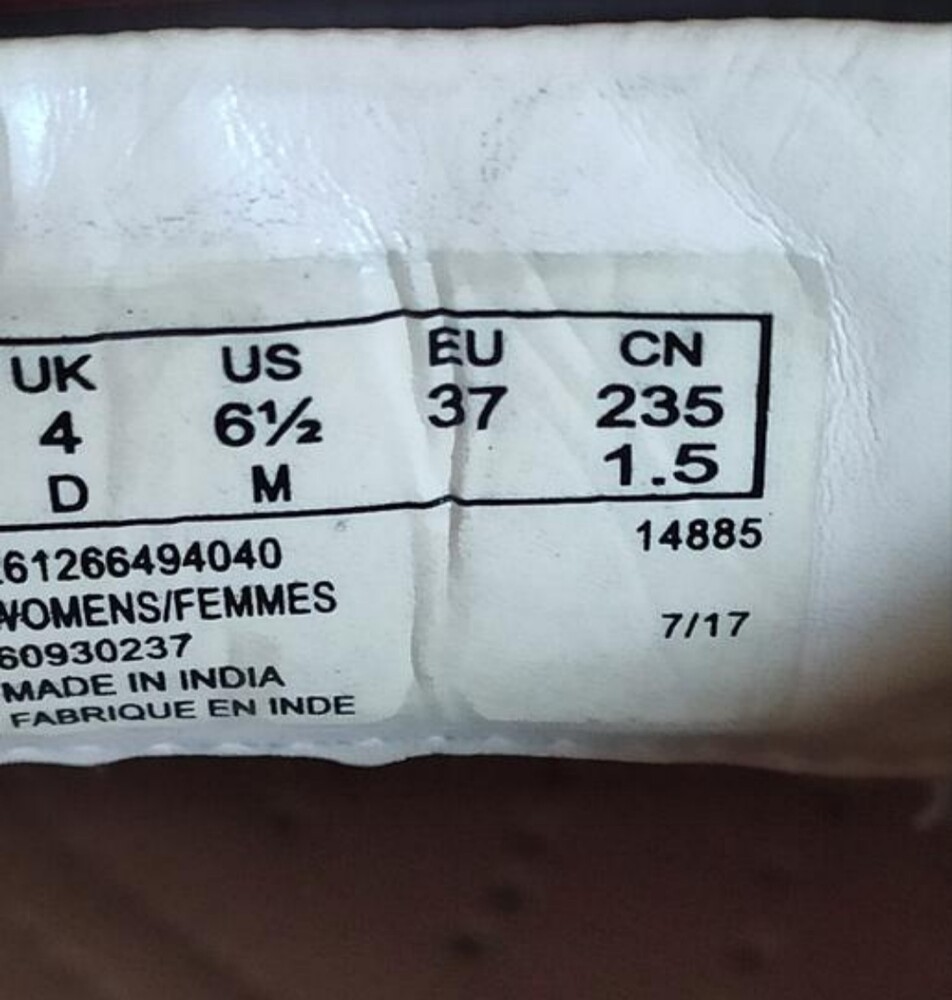 UK US EU CN
4 6½ 37 235
D M 1.5
61266494040 14885
WOMENS/FEMMES
60930237 7/17
MADE IN INDIA
FABRIQUE EN INDE